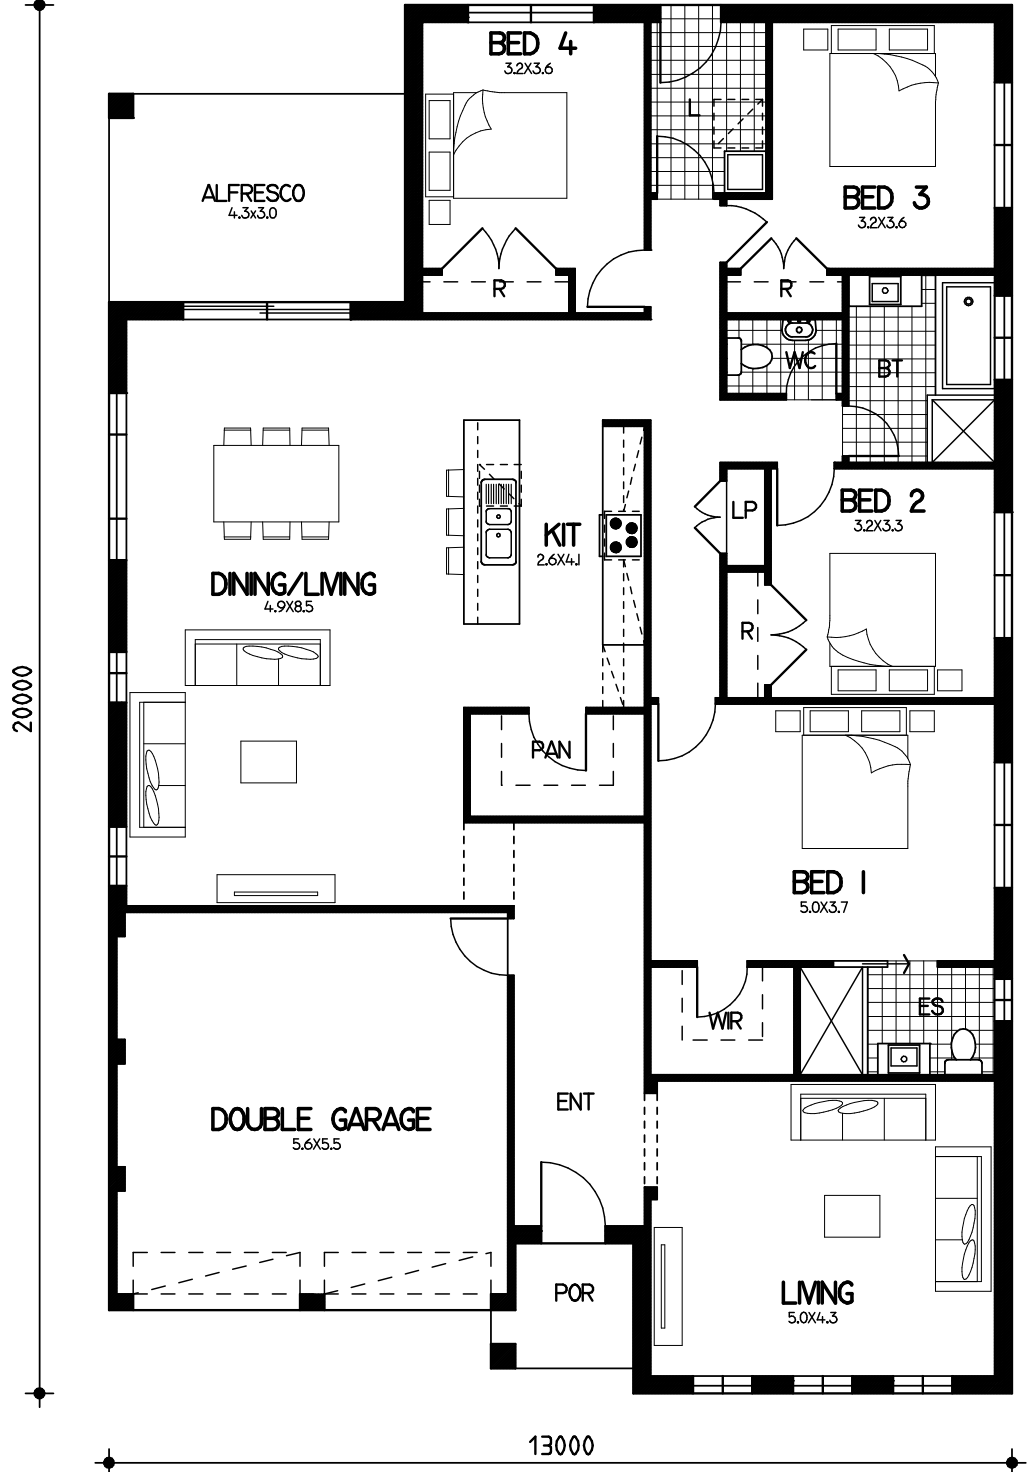 BED 4
3.2X3.6
L
BED 3
3.2X3.6
ALFRESCO
4.3x3.0
R
R
WC
BT
LP
BED 2
3.2X3.3
KIT
2.6X4.1
DINING/LIVING
4.9X8.5
R
20000
PAN
BED 1
5.0X3.7
WIR
ES
ENT
DOUBLE GARAGE
5.6X5.5
POR
LIVING
5.0X4.3
13000